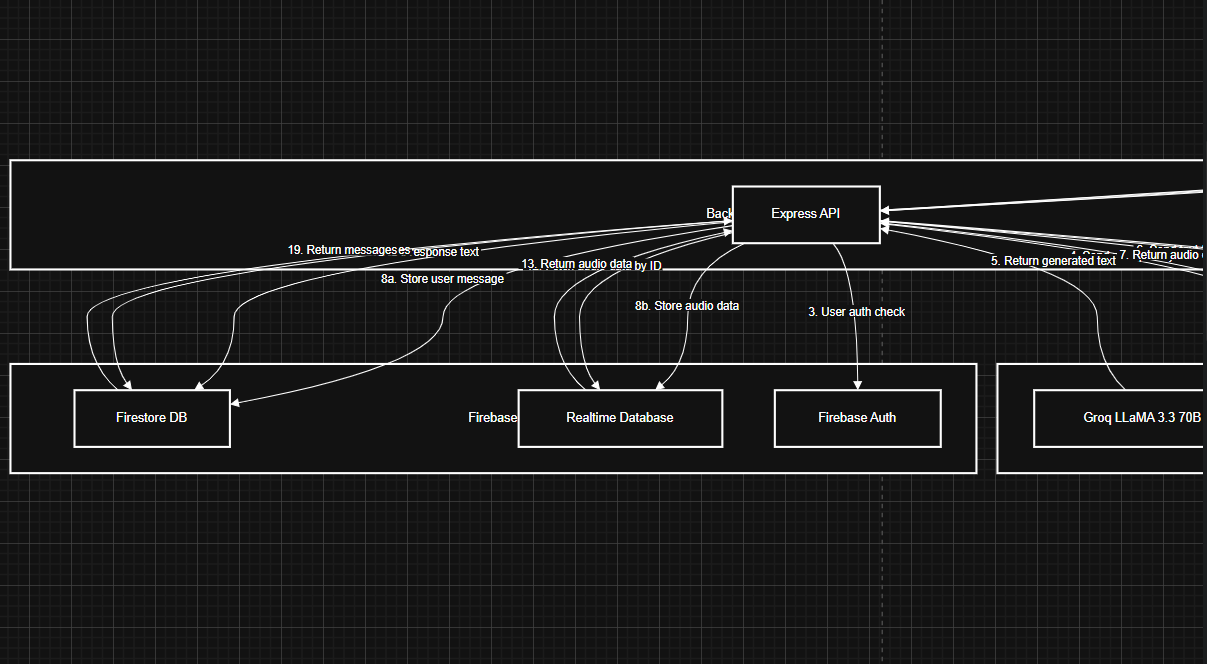 Back
Express API
19. Return messages
es
esponse text
13. Return audio data
by ID
7. Return audio
5. Return generated text
8a. Store user message
8b. Store audio data
3. User auth check
Firestore DB
Firebase
Realtime Database
Firebase Auth
Groq LLaMA 3.3 70B